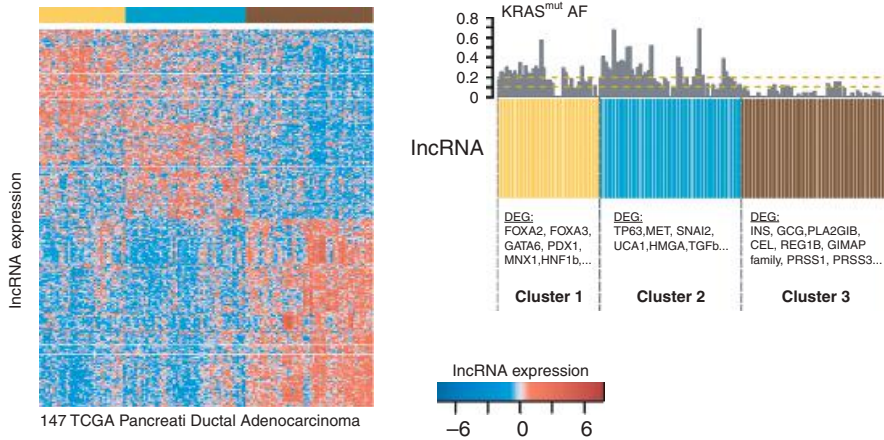 lncRNA expression
147 TCGA Pancreati Ductal Adenocarcinoma
KRASmut AF
0.8
0.6
0.4
0.2
0
lncRNA
DEG:
FOXA2, FOXA3,
GATA6, PDX1,
MNX1,HNF1b,...
Cluster 1
DEG:
TP63,MET, SNAI2,
UCA1,HMGA,TGFb...
Cluster 2
DEG:
INS, GCG,PLA2GIB,
CEL, REG1B, GIMAP
family, PRSS1, PRSS3...
Cluster 3
lncRNA expression
−6 0 6